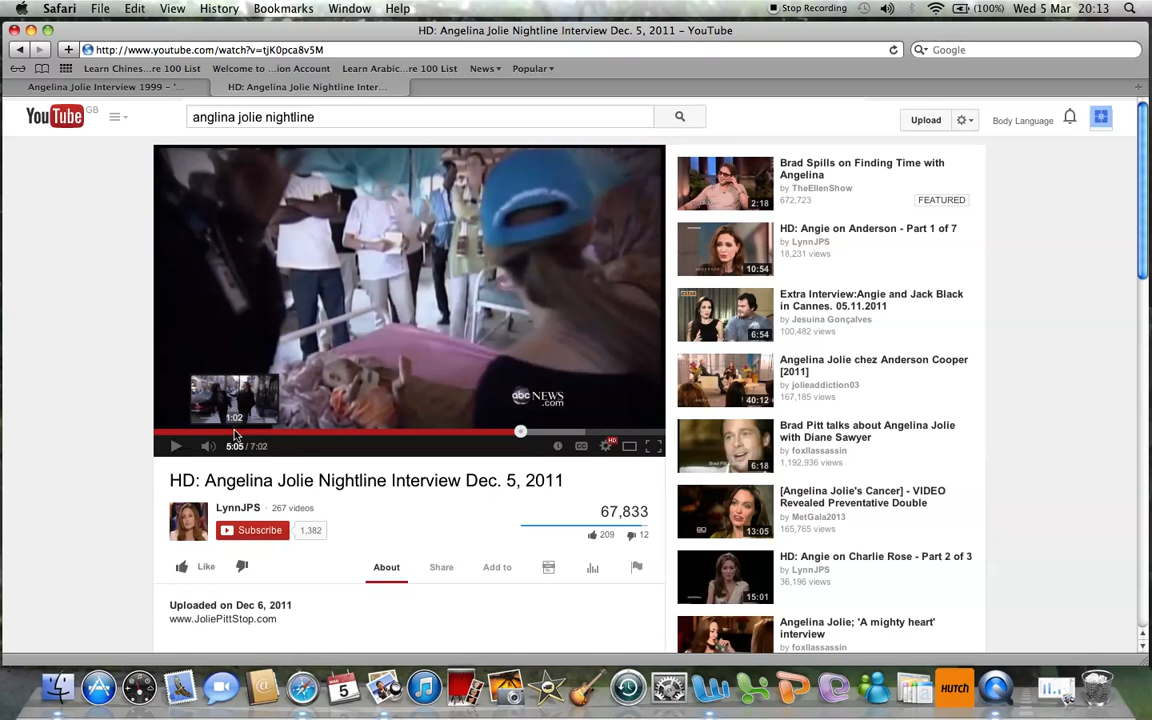 Safari File Edit View History Bookmarks Window Help Stop Recording (100%) Wed 5 Mar 20:13
HD: Angelina Jolie Nightline Interview Dec. 5, 2011 – YouTube
http://www.youtube.com/watch?v=tjK0pca8v5M
Google
Learn Chines...re 100 List Welcome to ...ion Account Learn Arabic...re 100 List News Popular
Angelina Jolie Interview 1999 - '... HD: Angelina Jolie Nightline Inter...
YouTube GB anglina jolie nightline Upload Body Language
abc NEWS
.com
1:02
5:05 / 7:02
HD
HD: Angelina Jolie Nightline Interview Dec. 5, 2011
LynnJPS · 267 videos
Subscribe 1,382
67,833
209 12
Like About Share Add to
Uploaded on Dec 6, 2011
www.JoliePittStop.com
Brad Spills on Finding Time with
Angelina
by TheEllenShow
672,723 FEATURED
2:18
HD: Angie on Anderson - Part 1 of 7
by LynnJPS
18,231 views
10:54
Extra Interview:Angie and Jack Black
in Cannes. 05.11.2011
by Jesuina Gonçalves
100,482 views
6:54
Angelina Jolie chez Anderson Cooper
[2011]
by jolieaddiction03
167,185 views
40:12
Brad Pitt talks about Angelina Jolie
with Diane Sawyer
by foxllassassin
1,192,936 views
6:18
[Angelina Jolie's Cancer] - VIDEO
Revealed Preventative Double
by MetGala2013
165,765 views
13:05
HD: Angie on Charlie Rose - Part 2 of 3
by LynnJPS
36,196 views
15:01
Angelina Jolie; 'A mighty heart'
interview
by foxllassassin
5
HUTCH